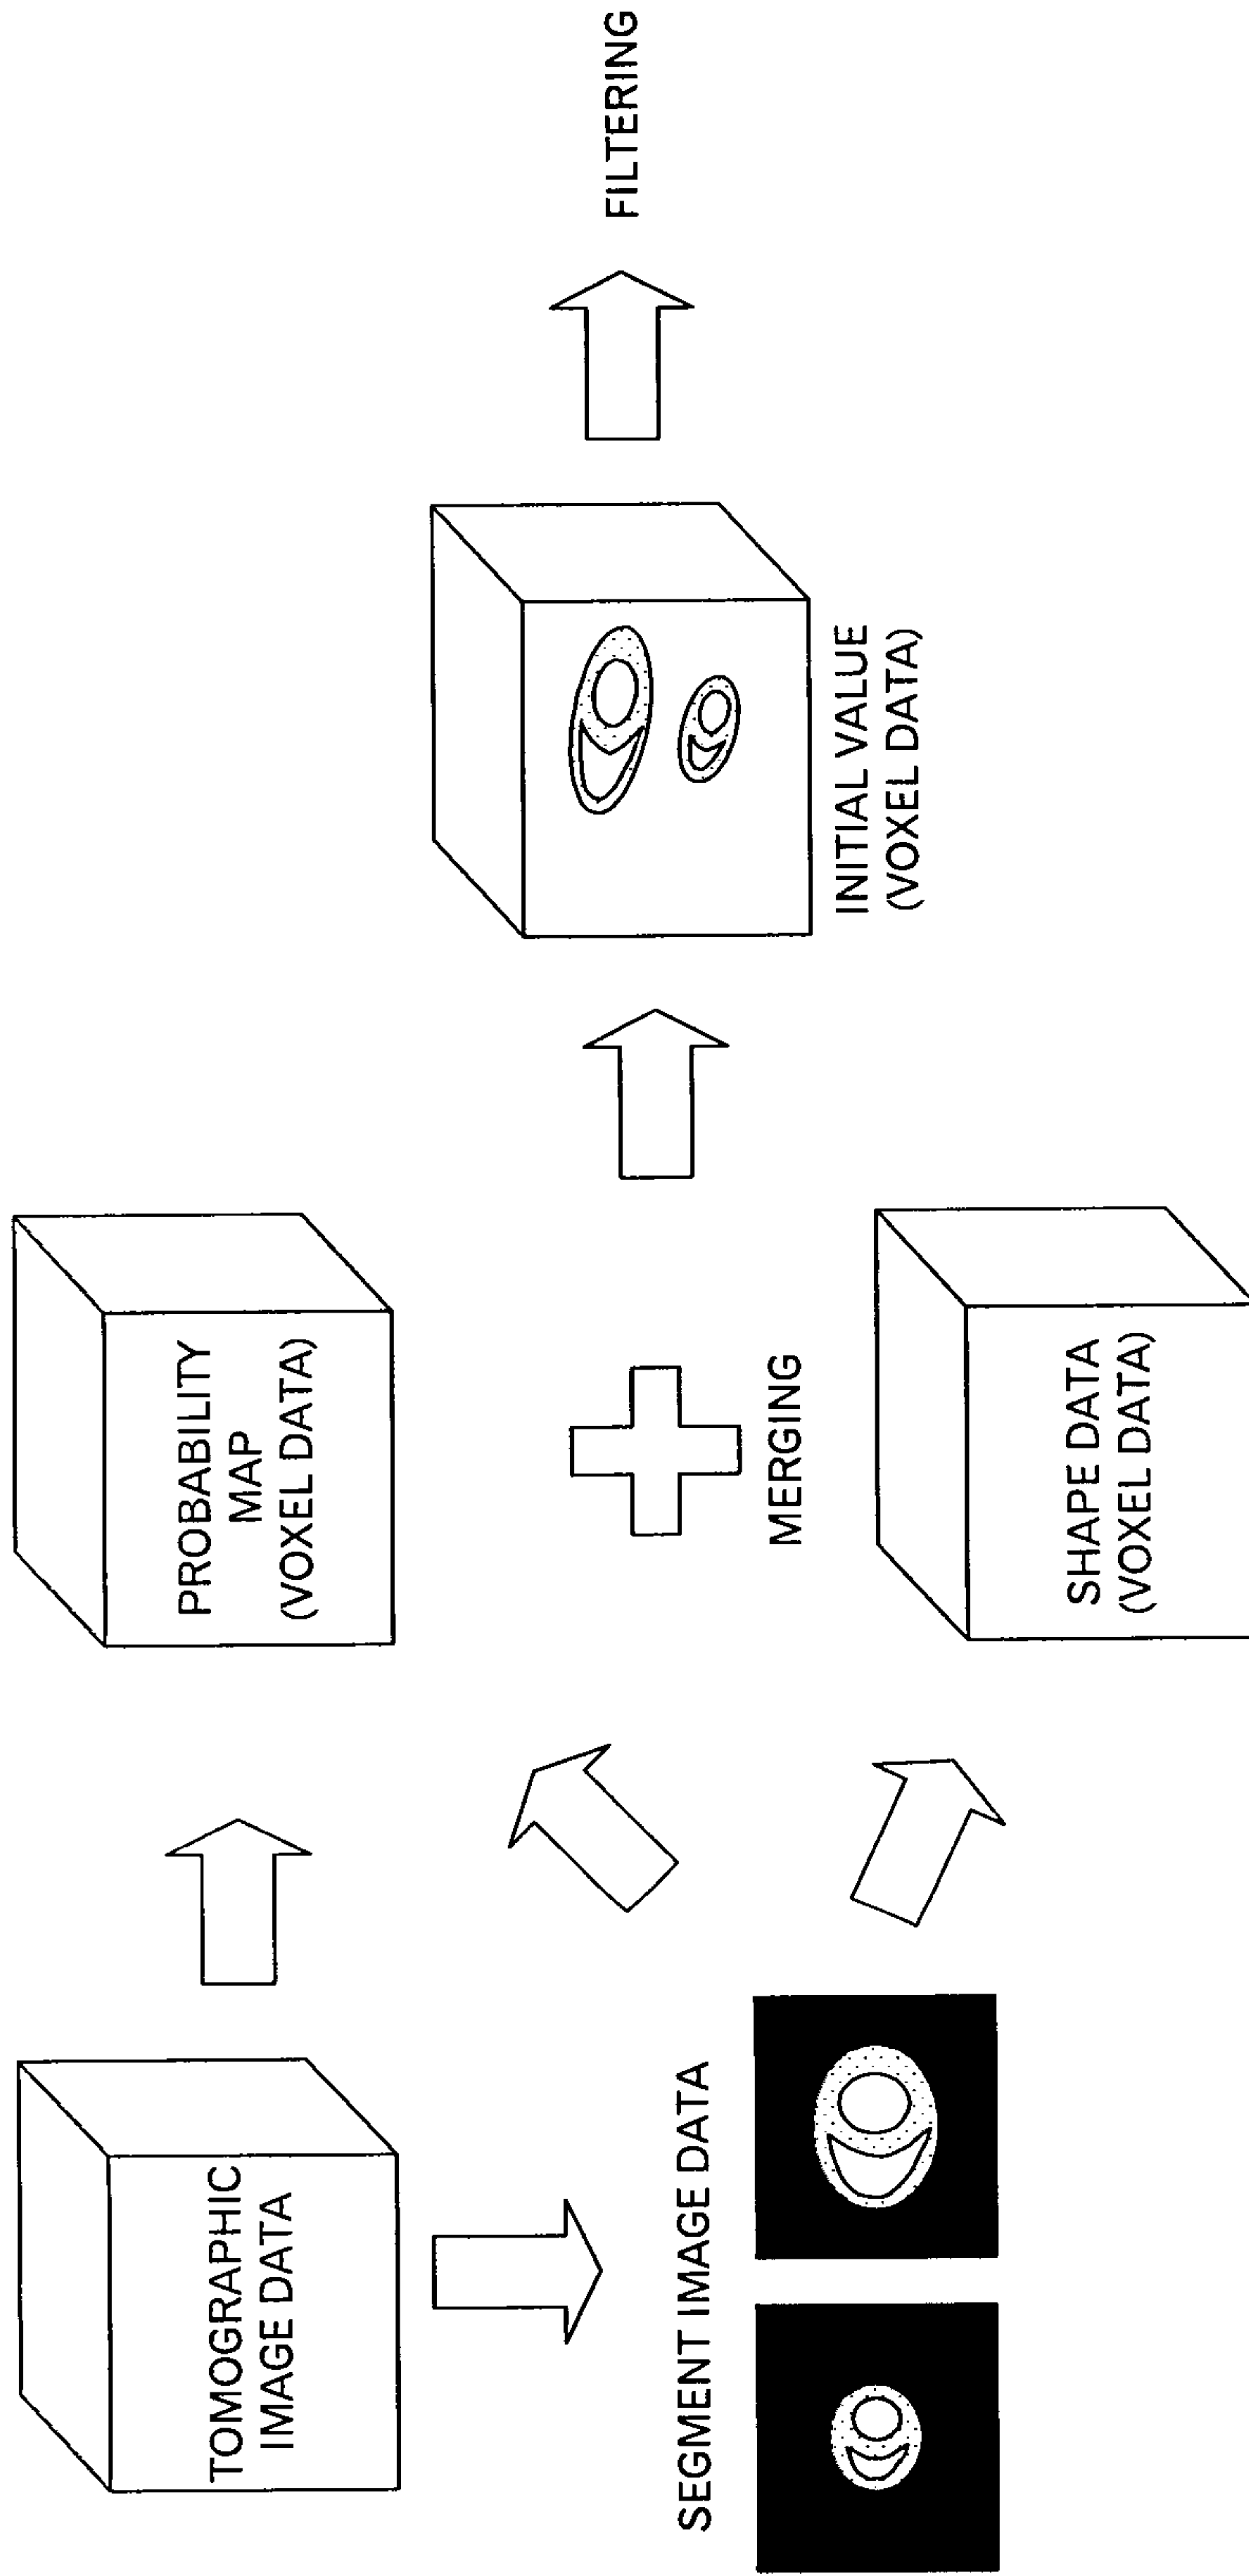 TOMOGRAPHIC
IMAGE DATA
SEGMENT IMAGE DATA
PROBABILITY
MAP
(VOXEL DATA)
MERGING
SHAPE DATA
(VOXEL DATA)
INITIAL VALUE
(VOXEL DATA)
FILTERING